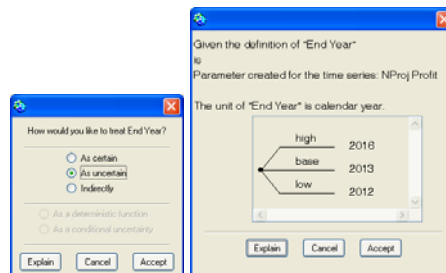 How would you like to treat End Year?
As certain
As uncertain
Indirectly
As a deterministic function
As a conditional uncertainty
Explain Cancel Accept
Given the definition of "End Year"
is
Parameter created for the time series: NProj Profit
The unit of "End Year" is calendar year.
high 2016
base 2013
low 2012
Explain Cancel Accept